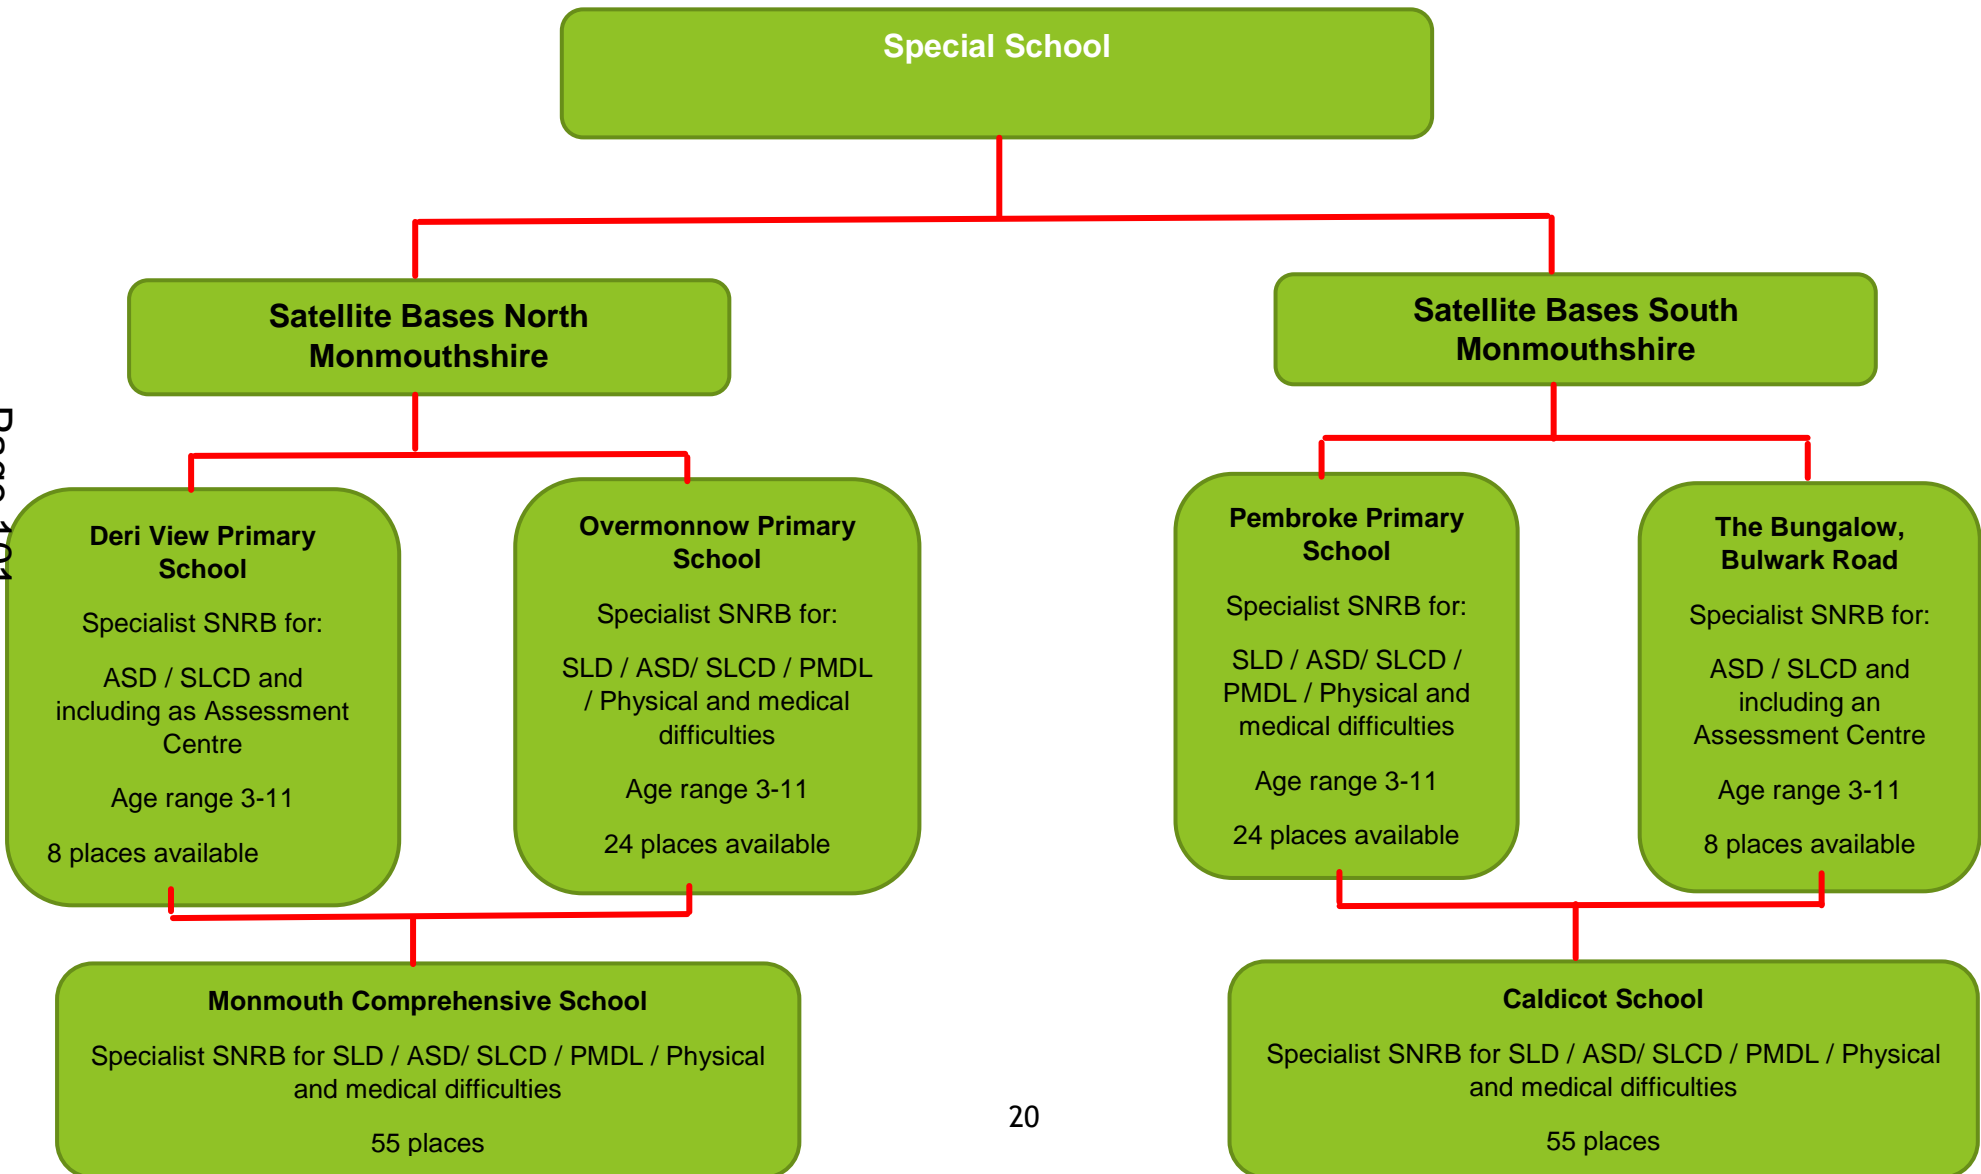 Special School
Satellite Bases North
Monmouthshire
Satellite Bases South
Monmouthshire
Deri View Primary
School
Specialist SNRB for:
ASD / SLCD and
including as Assessment
Centre
Age range 3-11
8 places available
Overmonnow Primary
School
Specialist SNRB for:
SLD / ASD/ SLCD / PMDL
/ Physical and medical
difficulties
Age range 3-11
24 places available
Pembroke Primary
School
Specialist SNRB for:
SLD / ASD/ SLCD /
PMDL / Physical and
medical difficulties
Age range 3-11
24 places available
The Bungalow,
Bulwark Road
Specialist SNRB for:
ASD / SLCD and
including an
Assessment Centre
Age range 3-11
8 places available
Monmouth Comprehensive School
Specialist SNRB for SLD / ASD/ SLCD / PMDL / Physical
and medical difficulties
55 places
Caldicot School
Specialist SNRB for SLD / ASD/ SLCD / PMDL / Physical
and medical difficulties
55 places
20
Page 101